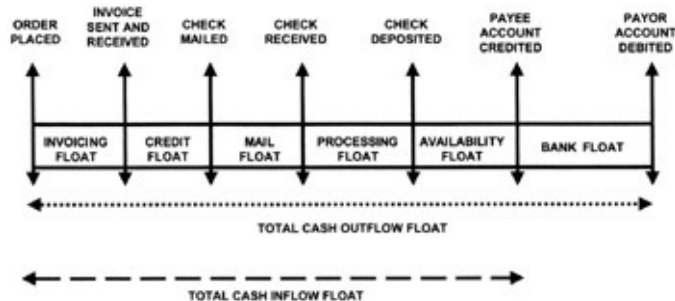 ORDER PLACED
INVOICE SENT AND RECEIVED
CHECK MAILED
CHECK RECEIVED
CHECK DEPOSITED
PAYEE ACCOUNT CREDITED
PAYOR ACCOUNT DEBITED
INVOICING FLOAT
CREDIT FLOAT
MAIL FLOAT
PROCESSING FLOAT
AVAILABILITY FLOAT
BANK FLOAT
TOTAL CASH OUTFLOW FLOAT
TOTAL CASH INFLOW FLOAT